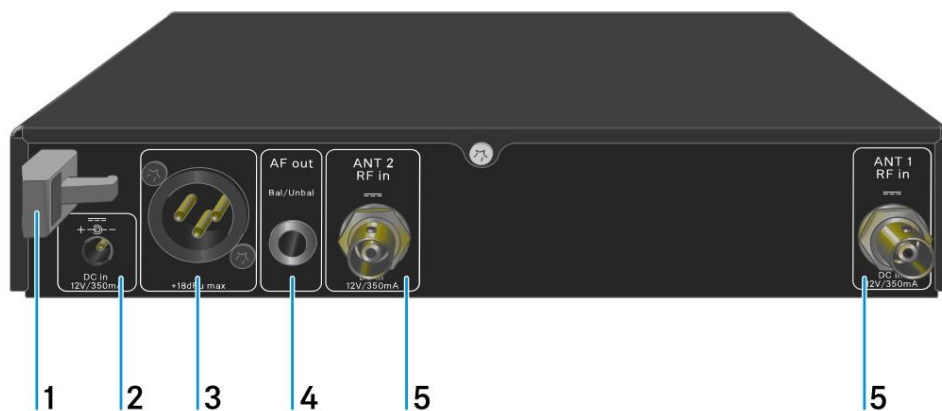 AF out
Bal/Unbal
ANT 2
RF in
ANT 1
RF in
+ -
DC in
12V/350mA
+18dBu max
12V/350mA
DC in
12V/350mA
1
2
3
4
5
5